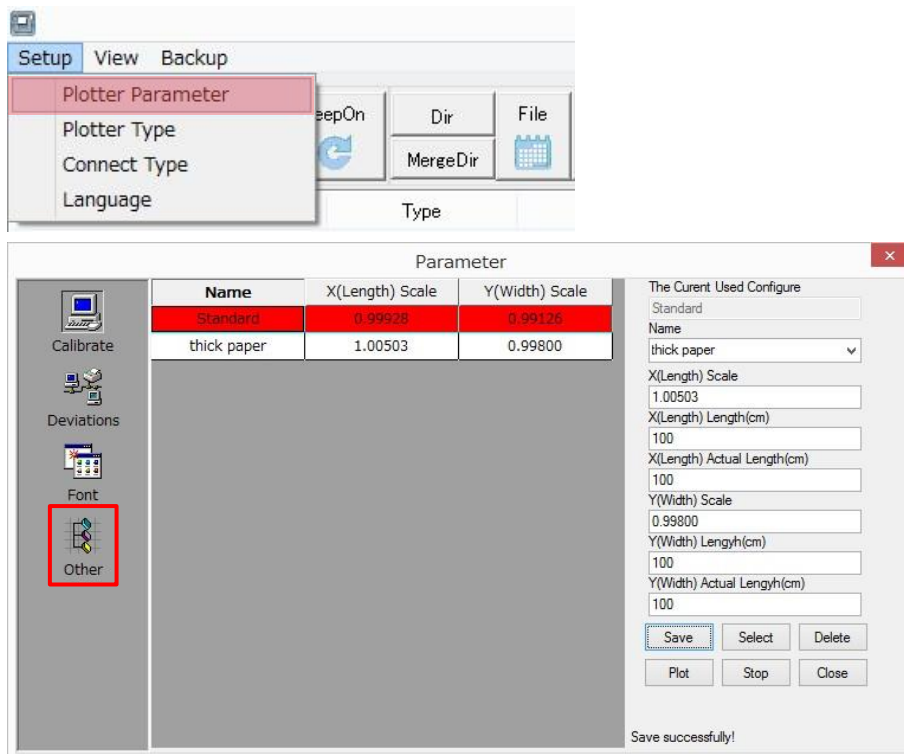 Setup View Backup
Plotter Parameter
Plotter Type
Connect Type
Language
eepOn
Dir
MergeDir
File
Type
Parameter
Calibrate
Deviations
Font
Other
Name X(Length) Scale Y(Width) Scale
Standard 0.99928 0.99126
thick paper 1.00503 0.99800
The Curent Used Configure
Standard
Name
thick paper
X(Length) Scale
1.00503
X(Length) Length(cm)
100
X(Length) Actual Length(cm)
100
Y(Width) Scale
0.99800
Y(Width) Lengyh(cm)
100
Y(Width) Actual Lengyh(cm)
100
Save Select Delete
Plot Stop Close
Save successfully!